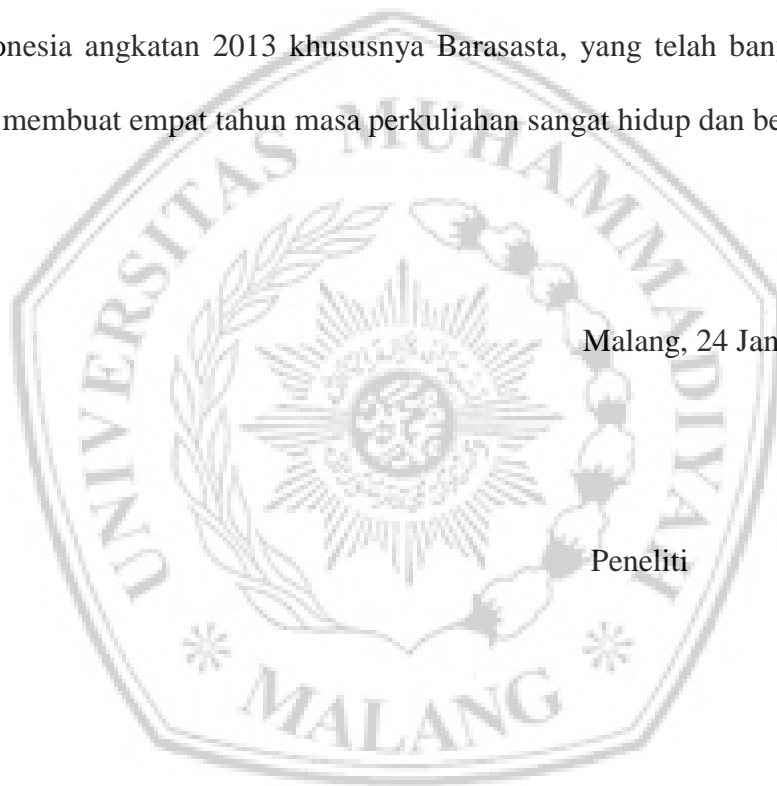 onesia angkatan 2013 khususnya Barasasta, yang telah ban
membuat empat tahun masa perkuliahan sangat hidup dan be
Malang, 24 Jan
Peneliti
UNIVERSITAS MUHAMMADIYAH
MALANG